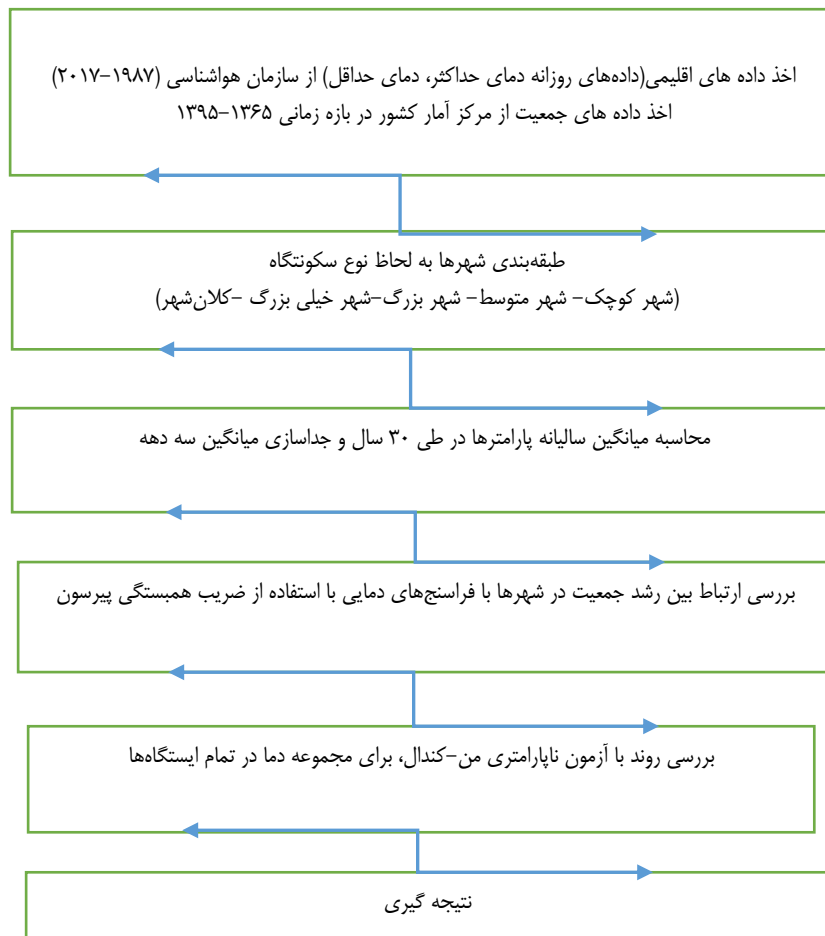 اخذ داده های اقلیمی(داده‌های روزانه دمای حداکثر، دمای حداقل) از سازمان هواشناسی (۱۹۸۷-۲۰۱۷)
اخذ داده های جمعیت از مرکز آمار کشور در بازه زمانی ۱۳۶۵-۱۳۹۵
طبقه‌بندی شهرها به لحاظ نوع سکونتگاه
(شهر کوچک- شهر متوسط- شهر بزرگ-شهر خیلی بزرگ -کلان‌شهر)
محاسبه میانگین سالیانه پارامترها در طی ۳۰ سال و جداسازی میانگین سه دهه
بررسی ارتباط بین رشد جمعیت در شهرها با فراسنج‌های دمایی با استفاده از ضریب همبستگی پیرسون
بررسی روند با آزمون ناپارامتری من-کندال، برای مجموعه دما در تمام ایستگاه‌ها
نتیجه گیری